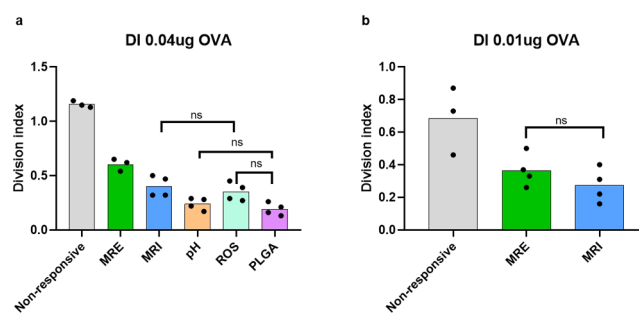 a
DI 0.04ug OVA
Division index
1.5
1.0
0.5
0.0
ns
ns
ns
Non-responsive
MRE
MRI
pH
ROS
PLGA
b
DI 0.01ug OVA
Division index
1.0
0.8
0.6
0.4
0.2
0.0
ns
Non-responsive
MRE
MRI